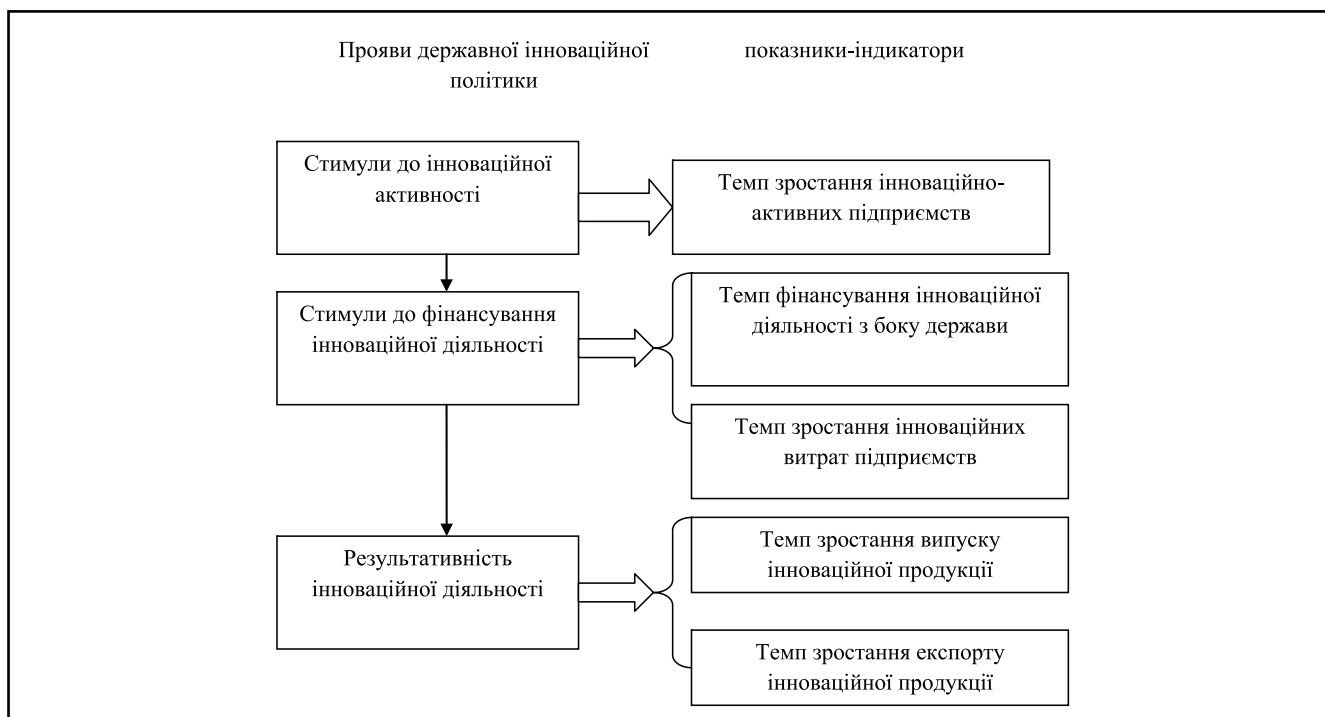 Прояви державної інноваційної
політики
показники-індикатори
Стимули до інноваційної
активності
Темп зростання інноваційно-
активних підприємств
Стимули до фінансування
інноваційної діяльності
Темп фінансування інноваційної
діяльності з боку держави
Темп зростання інноваційних
витрат підприємств
Результативність
інноваційної діяльності
Темп зростання випуску
інноваційної продукції
Темп зростання експорту
інноваційної продукції